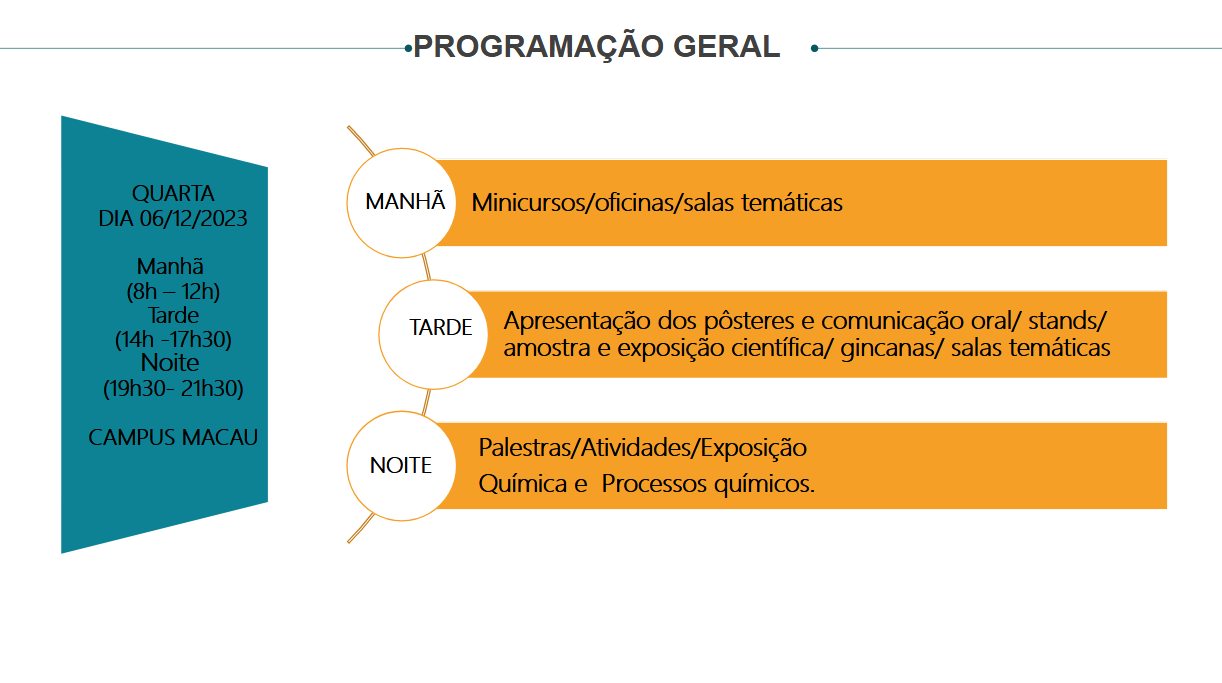 PROGRAMAÇÃO GERAL
QUARTA
DIA 06/12/2023
Manhã
(8h – 12h)
Tarde
(14h -17h30)
Noite
(19h30- 21h30)
CAMPUS MACAU
MANHÃ
Minicursos/oficinas/salas temáticas
TARDE
Apresentação dos pôsteres e comunicação oral/ stands/
amostra e exposição científica/ gincanas/ salas temáticas
NOITE
Palestras/Atividades/Exposição
Química e  Processos químicos.